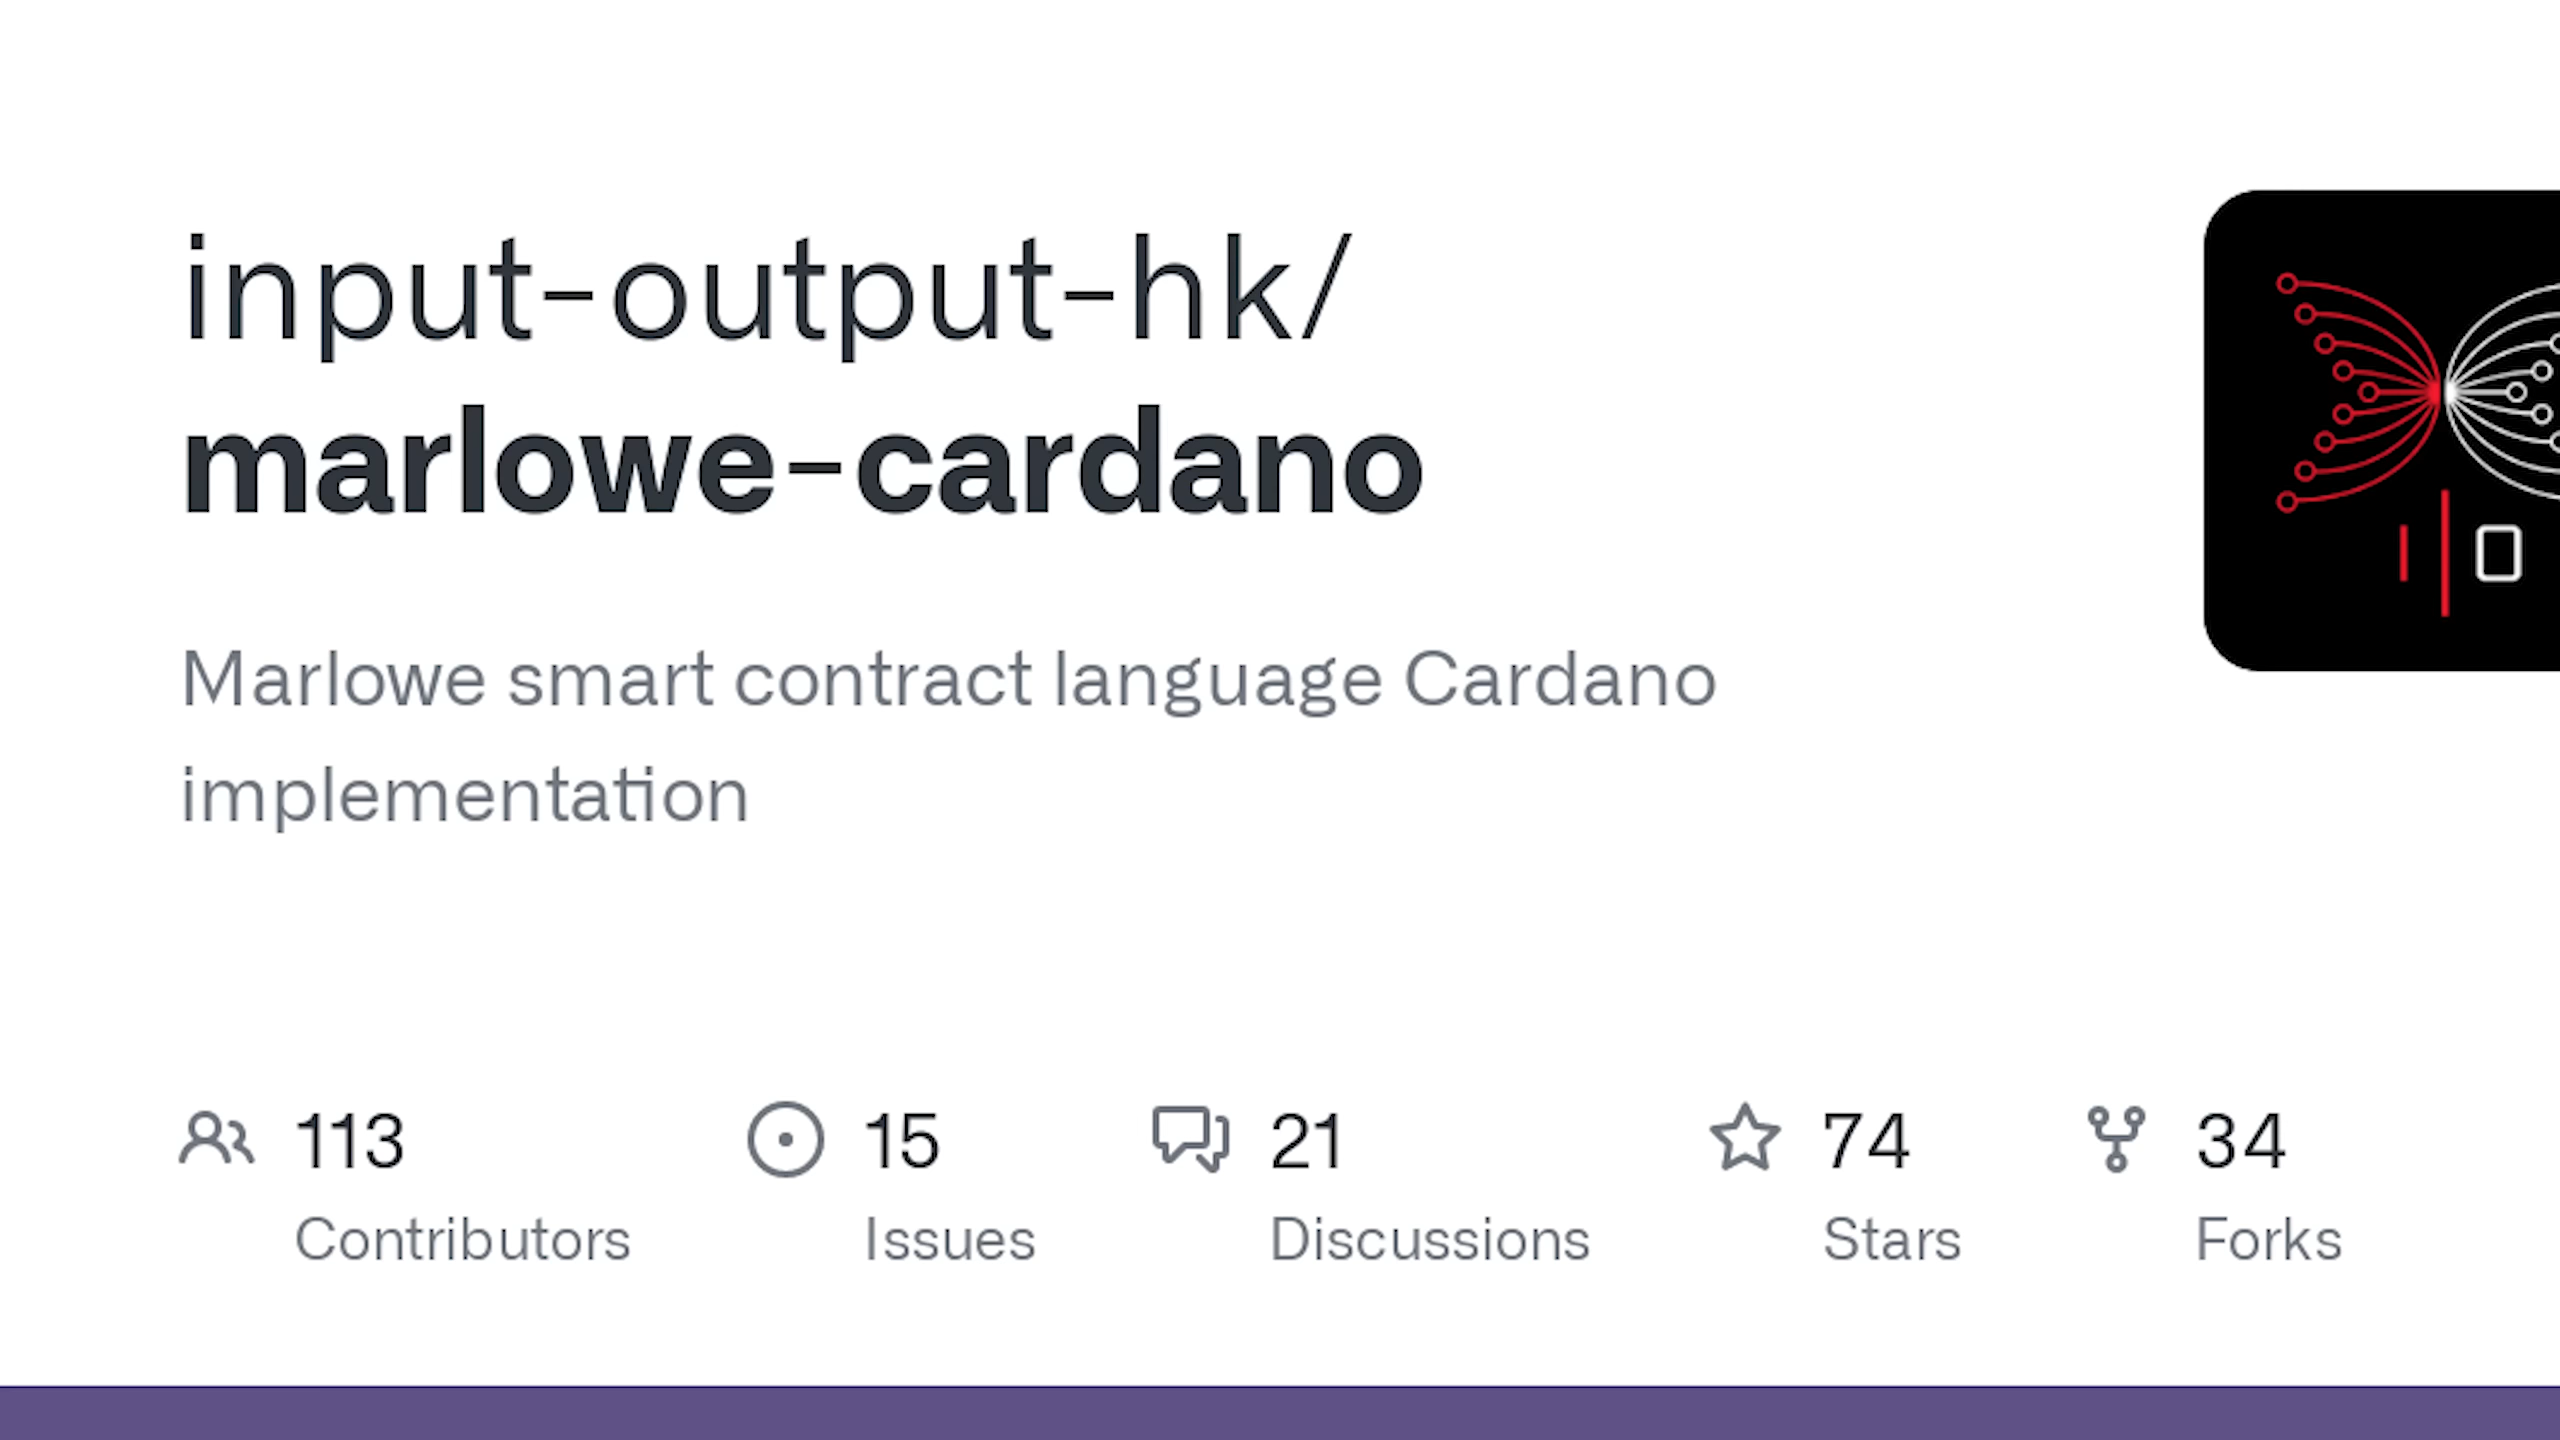 input-output-hk/
marlowe-cardano
Marlowe smart contract language Cardano
implementation
113
15
21
74
34
Contributors
Issues
Discussions
Stars
Forks